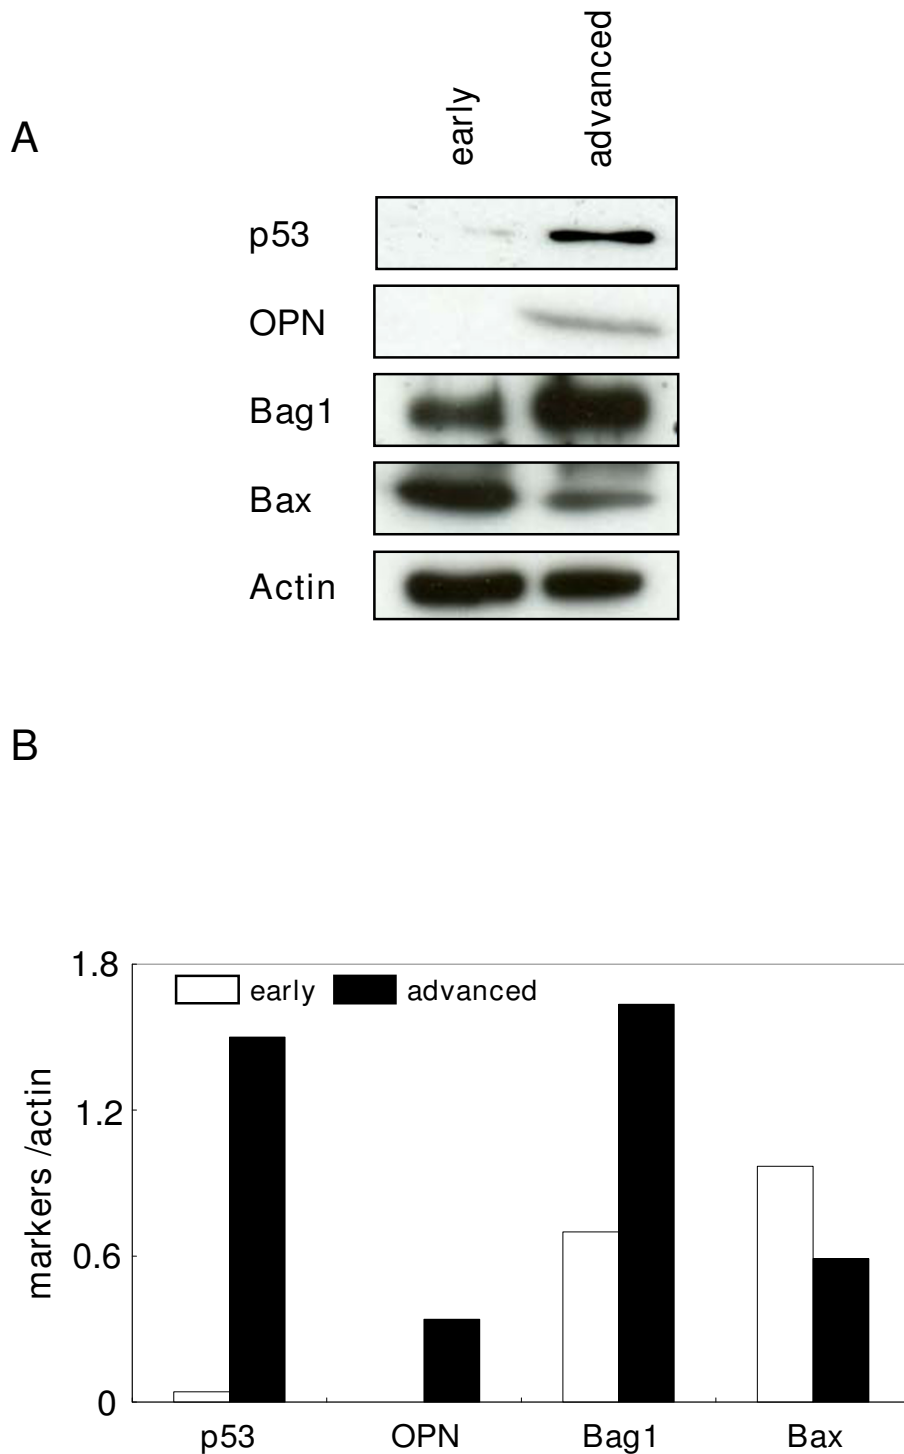 A
early
advanced
p53
OPN
Bag1
Bax
Actin
B
1.8
early advanced
1.2
markers /actin
0.6
0
p53 OPN Bag1 Bax